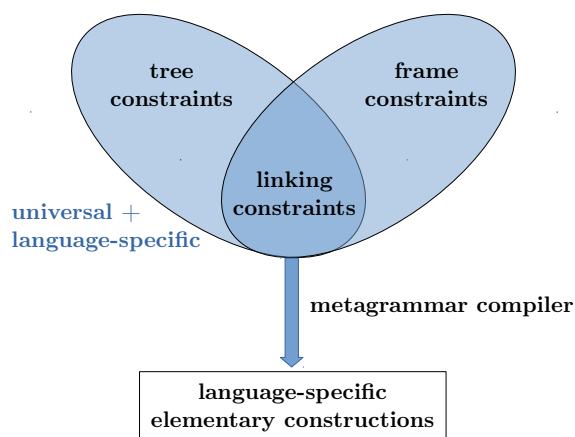 tree
constraints
frame
constraints
linking
constraints
universal +
language-specific
metagrammar compiler
language-specific
elementary constructions